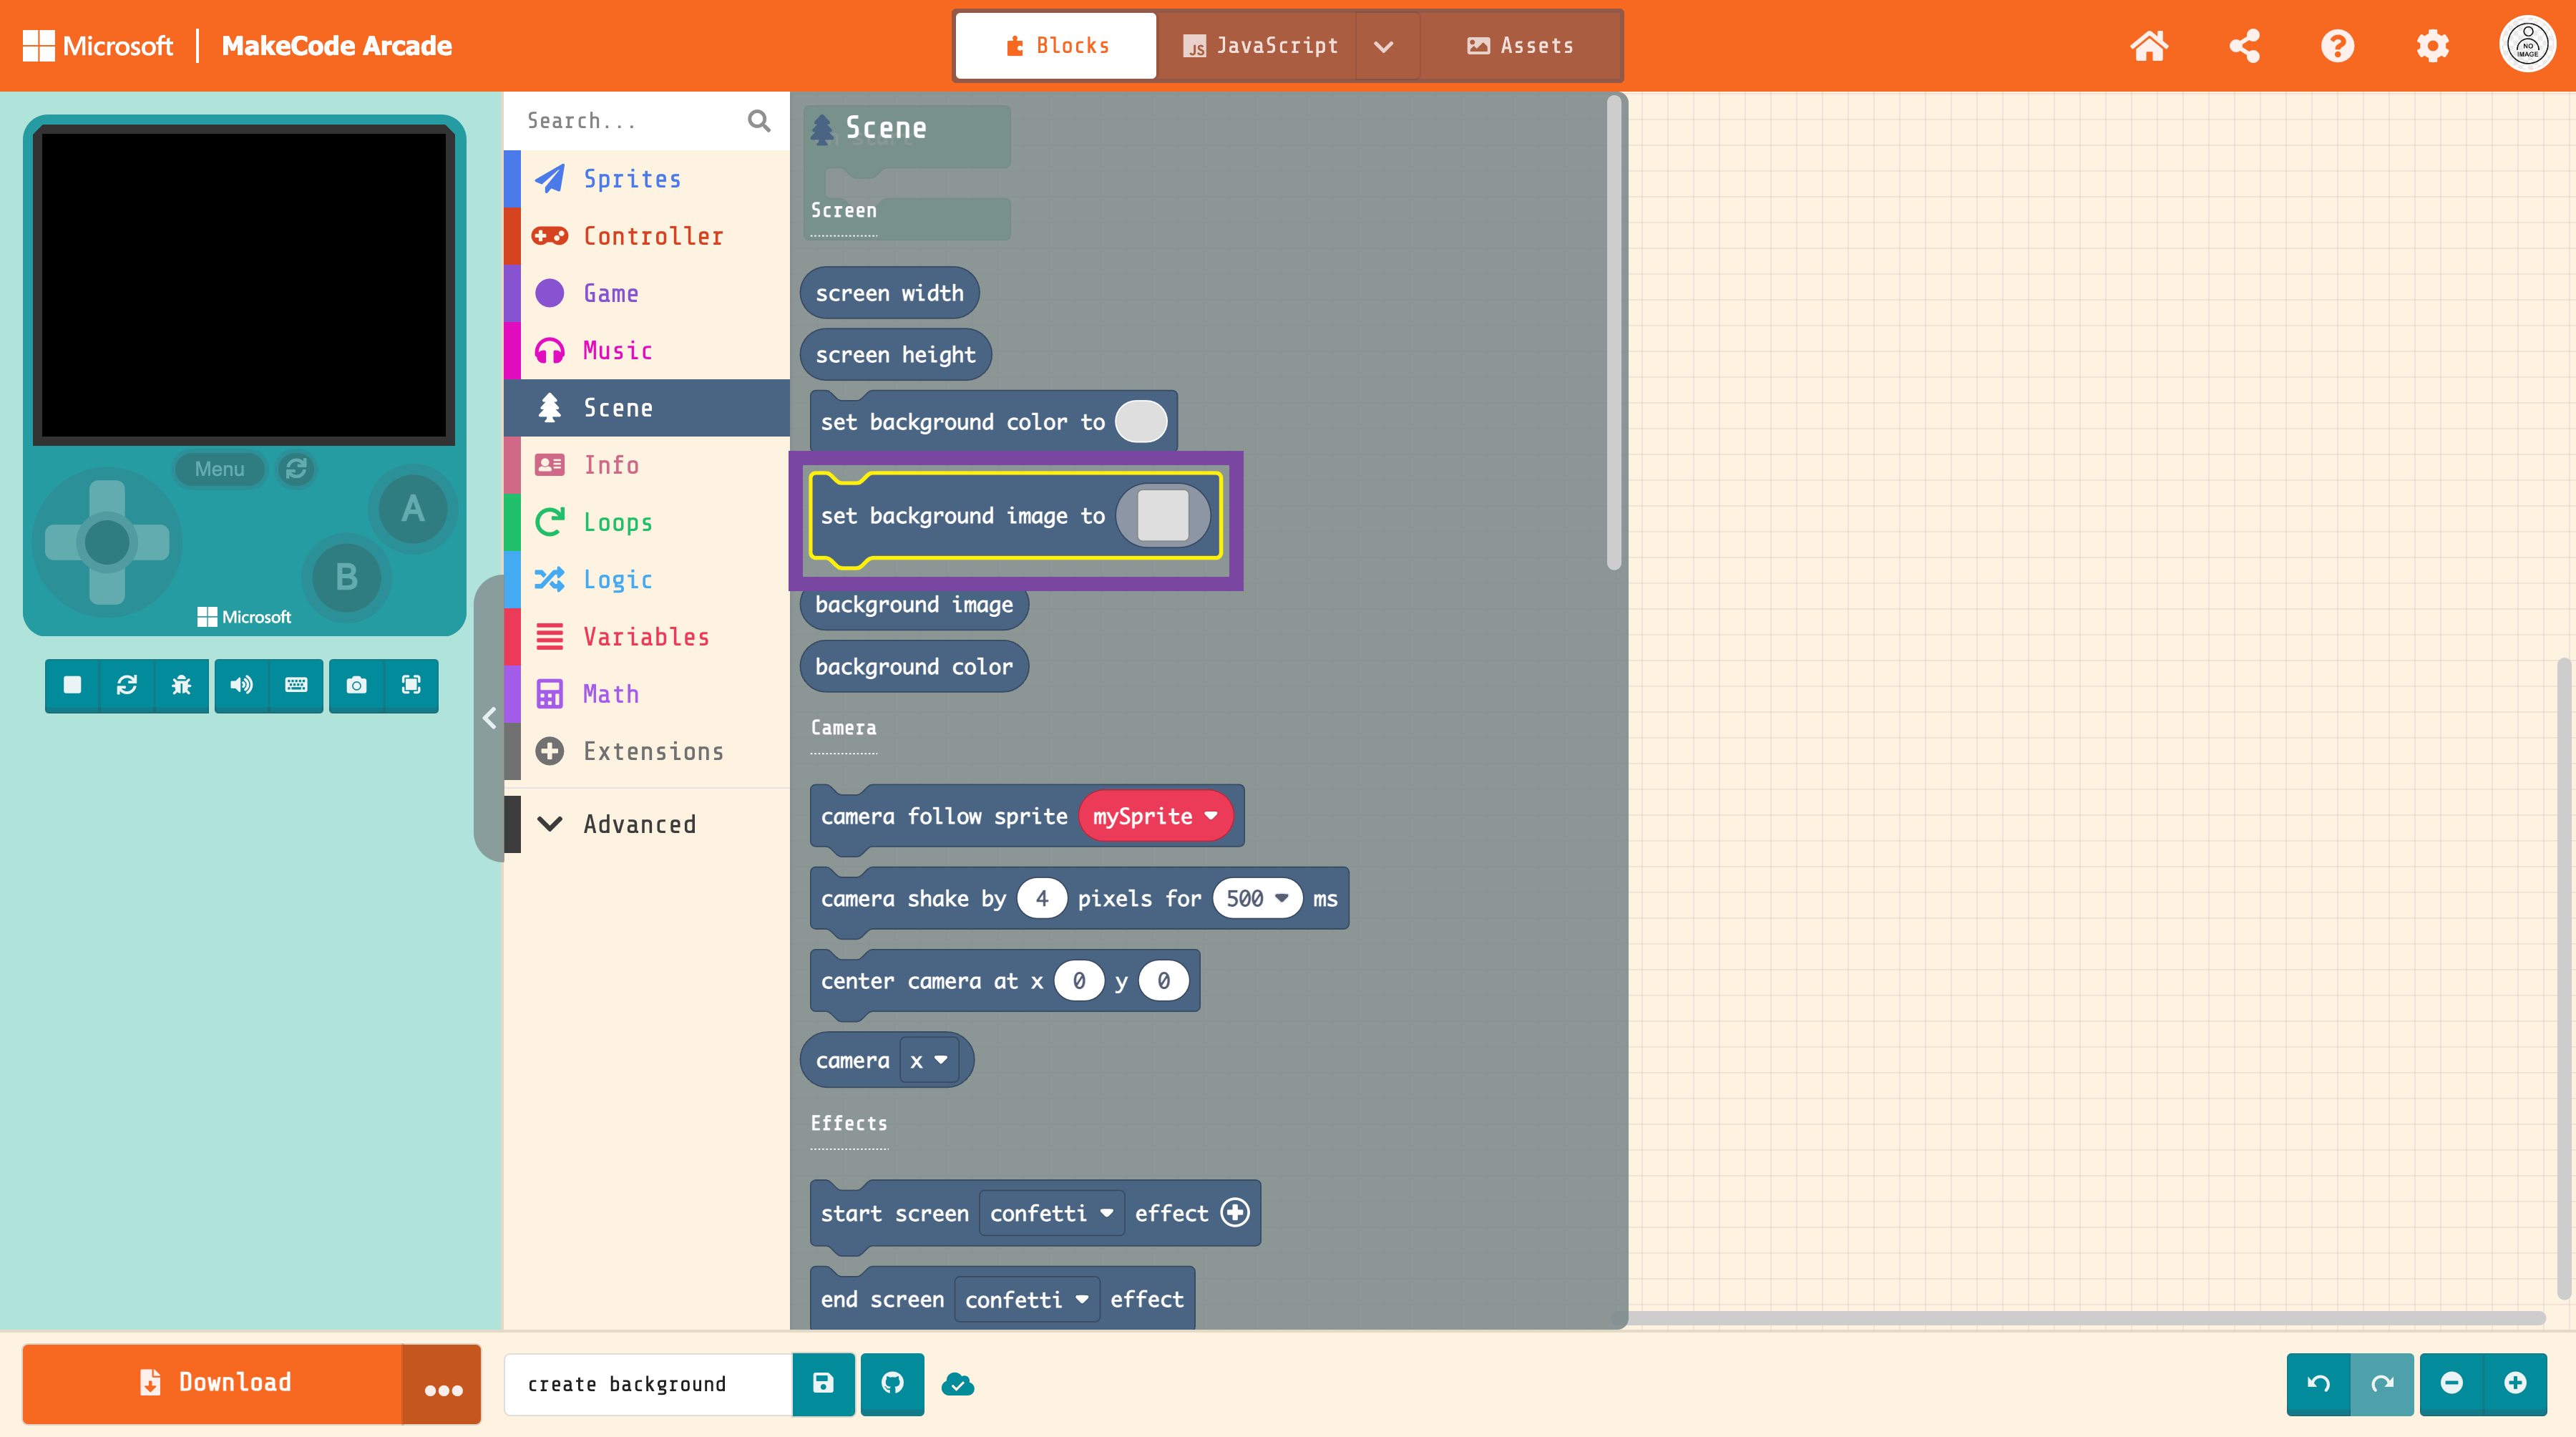 Microsoft | MakeCode Arcade
Blocks
JavaScript
Assets
NO
IMAGE
Menu
A
B
Microsoft
Search...
Sprites
Controller
Game
Music
Scene
Info
Loops
Logic
Variables
Math
Extensions
Advanced
Scene
Screen
screen width
screen height
set background color to
set background image to
background image
background color
Camera
camera follow sprite mySprite
camera shake by 4 pixels for 500 ms
center camera at x 0 y 0
camera x
Effects
start screen confetti effect
end screen confetti effect
Download
create background